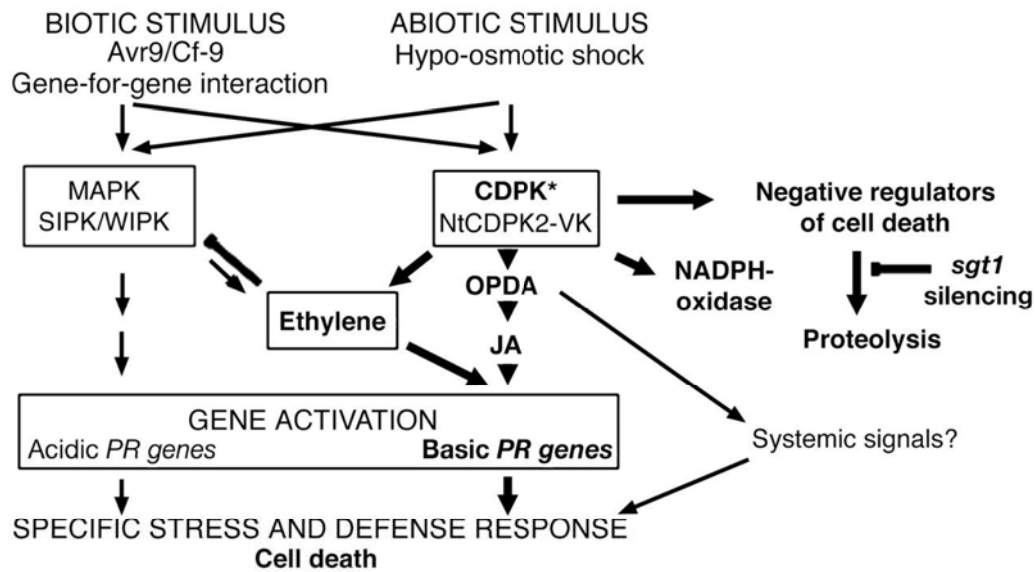 BIOTIC STIMULUS
Avr9/Cf-9
Gene-for-gene interaction
ABIOTIC STIMULUS
Hypo-osmotic shock
MAPK
SIPK/WIPK
CDPK*
NtCDPK2-VK
Negative regulators
of cell death
NADPH-
oxidase
sgt1
silencing
Proteolysis
OPDA
Ethylene
JA
GENE ACTIVATION
Acidic PR genes
Basic PR genes
Systemic signals?
SPECIFIC STRESS AND DEFENSE RESPONSE
Cell death